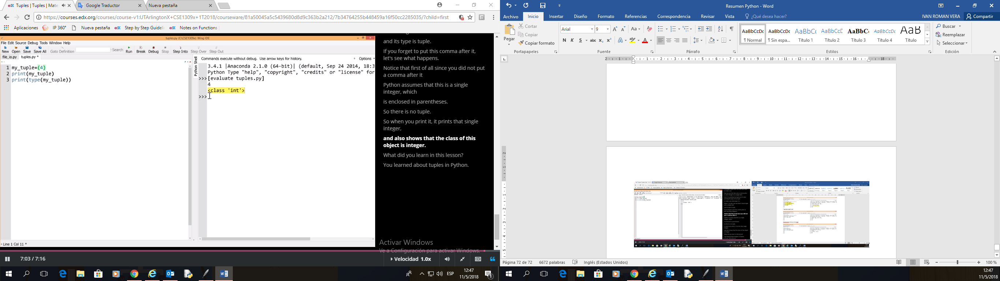 Tuples | Tuples | Mate
Google Traductor
Nueva pestaña
https://courses.edx.org/courses/course-v1:UTArlingtonX+CSE1309x+1T2018/courseware/81a50045a5c5439680d8d9c363b2a212/7b34764255b448459a16f50cc2285035/?child=first
Aplicaciones
IP 360°
Nueva pestaña
Step by Step Guideli
Notes on Functions
tuples.py (C:\CSE1309x): Wing IDE
File Edit Source Debug Tools Window Help
New Open Save Save All Goto Definition Search Run Break Debug Stop Step Into Step Over Step Out
file_io.py tuples.py *
1 my_tuple=(4)
2 print(my_tuple)
3 print(type(my_tuple))
Line 1 Col 11 *
Python Shell
Commands execute without debug. Use arrow keys for history.
Options
3.4.1 |Anaconda 2.1.0 (64-bit)| (default, Sep 24 2014, 18:3
Python Type "help", "copyright", "credits" or "license" for
>>> [evaluate tuples.py]
4
<class 'int'>
>>>
and its type is tuple.
If you forget to put this comma after it,
let's see what happens.
Notice that first of all since you did not put
a comma after it
Python assumes that this is a single
integer, which
is enclosed in parentheses.
So there is no tuple.
So when you print it, it prints that single
integer,
and also shows that the class of this
object is integer.
What did you learn in this lesson?
You learned about tuples in Python.
Activar Windows
Ve a Configuración para activar Windows.
7:03 / 7:16
Velocidad 1.0x
ESP
12:47
11/5/2018
1
Resumen Python - Word
Archivo Inicio Insertar Diseño Formato Referencias Correspondencia Revisar Vista ¿Qué desea hacer?
IVAN ROMAN VERA
Compartir
Pegar
Cortar
Copiar
Copiar formato
Portapapeles
Arial
9
N K S abc x₂ x²
Fuente
Párrafo
AaBbCcDc AaBbCcDc AaBbC( AaBbCcE AaBbC AaBbCcDc AaB
¶ Normal ¶ Sin espa... Título 1 Título 2 Título 3 Título 4 Título
Estilos
Buscar
Reemplazar
Seleccionar
Edición
Página 72 de 72
6672 palabras
Inglés (Estados Unidos)
100 %
12:47
11/5/2018